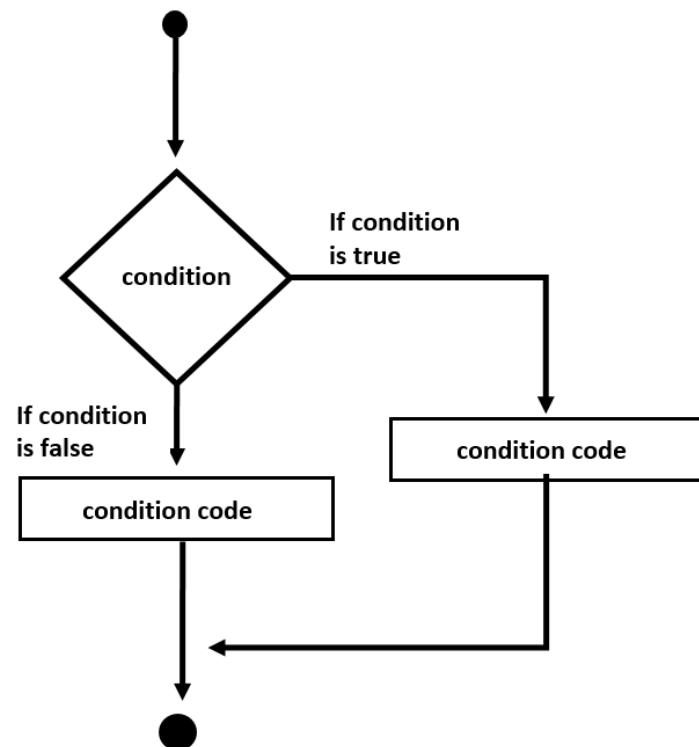 If condition
is true
condition
If condition
is false
condition code
condition code